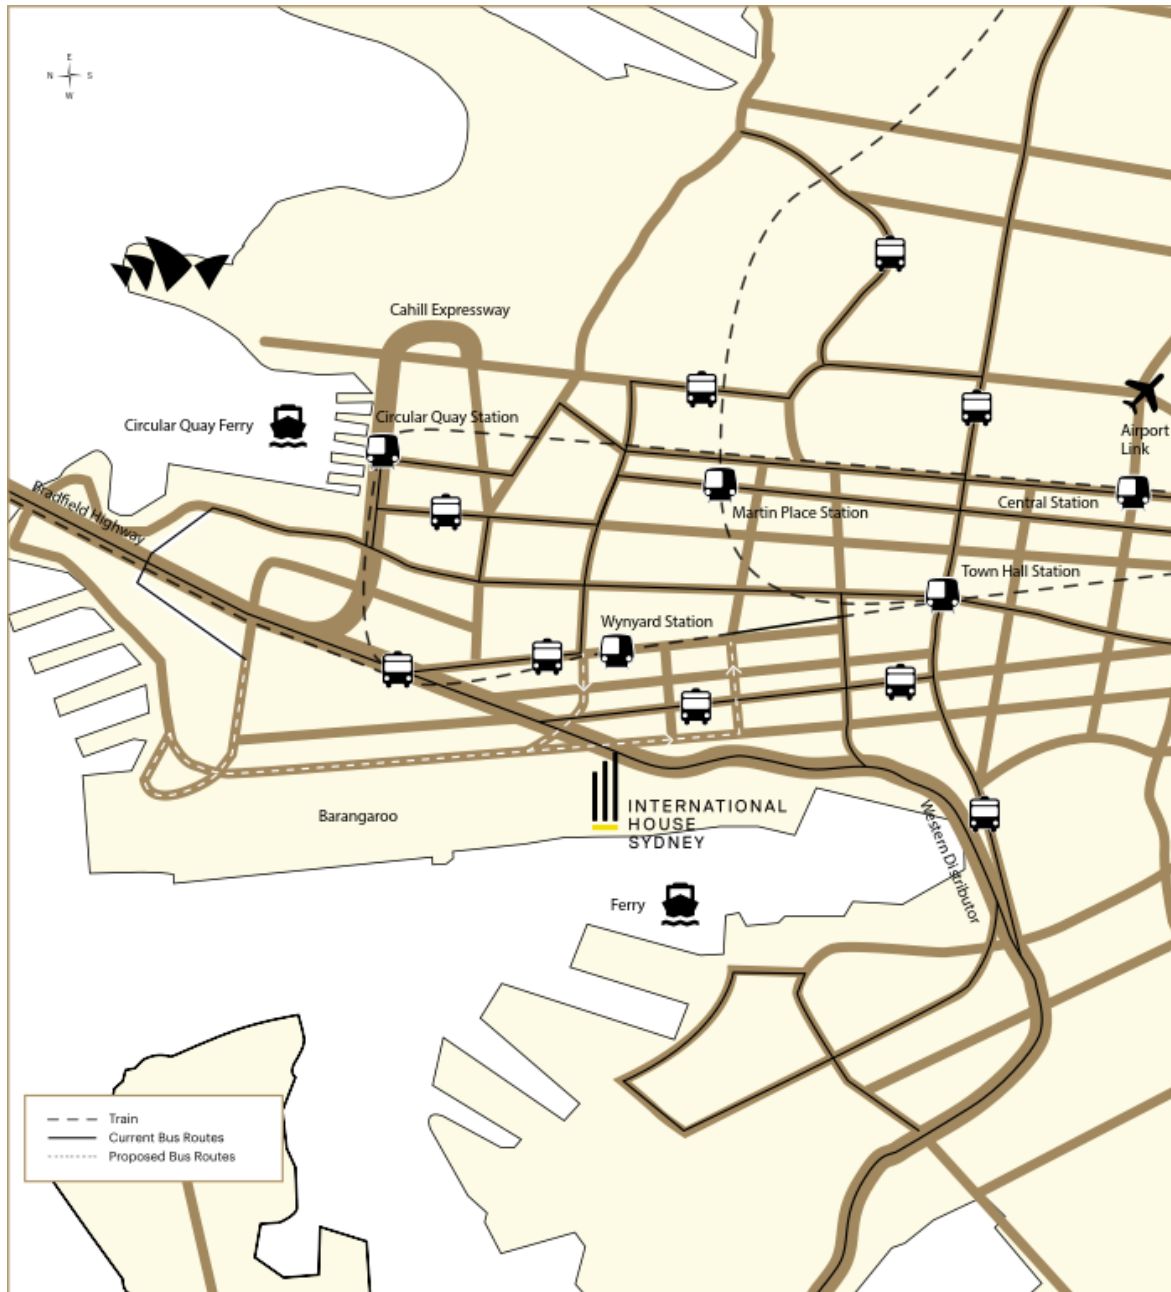 E
N S
W
Cahill Expressway
Circular Quay Ferry
Circular Quay Station
Airport
Link
Bradfield Highway
Martin Place Station
Central Station
Town Hall Station
Wynyard Station
Barangaroo
INTERNATIONAL
HOUSE
SYDNEY
Western Distributor
Ferry
Train
Current Bus Routes
Proposed Bus Routes